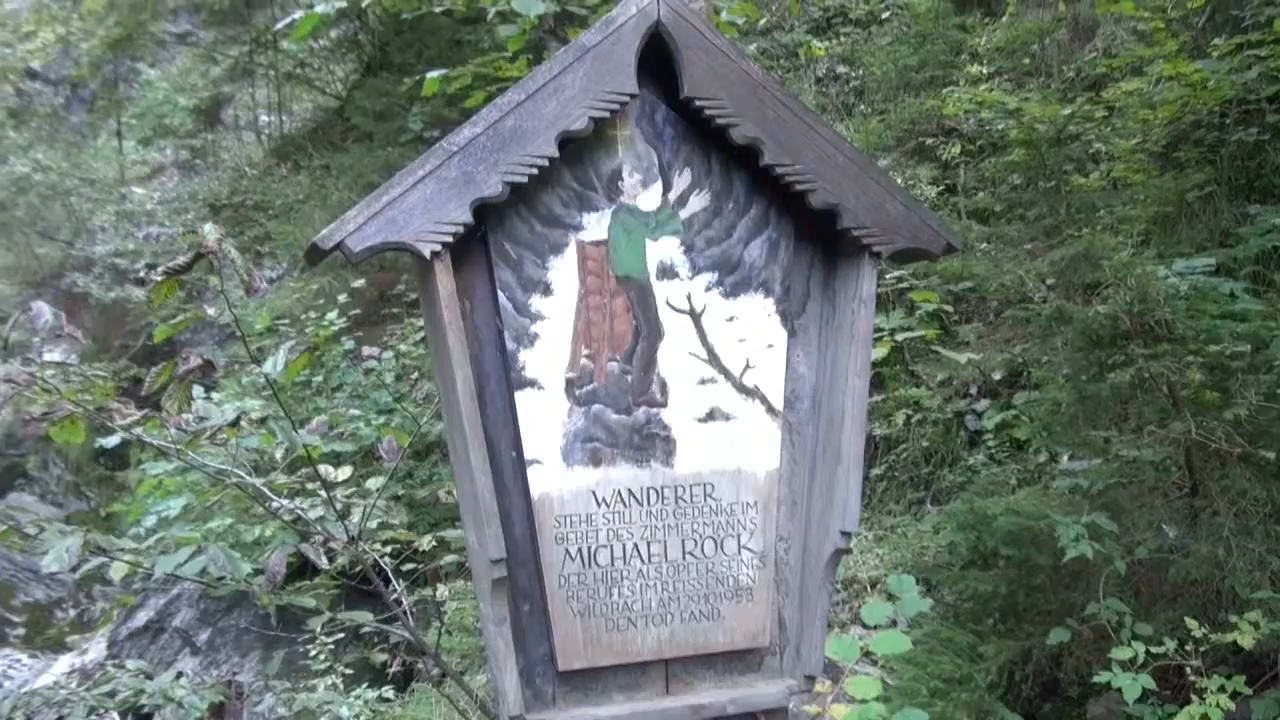 WANDERER
STEHE STILL UND GEDENKE IM
GEBET DES ZIMMERMANNS
MICHAEL ROCK
DER HIER ALS OPFER SEINES
BERUFES IM REISSENDEN
WILDBACH AM 29.10.1953
DEN TOD FAND.